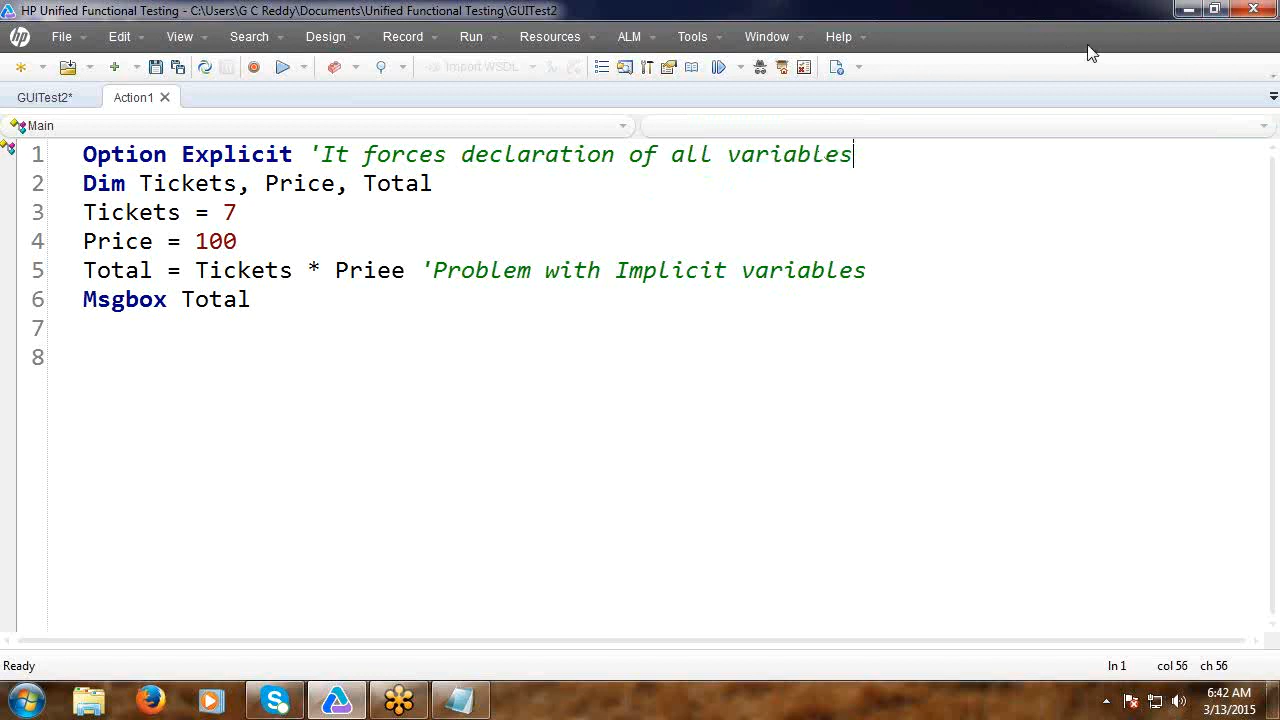 HP Unified Functional Testing - C:\Users\G C Reddy\Documents\Unified Functional Testing\GUITest2
hp File Edit View Search Design Record Run Resources ALM Tools Window Help
Import WSDL
GUITest2* Action1
Main
1 Option Explicit 'It forces declaration of all variables
2 Dim Tickets, Price, Total
3 Tickets = 7
4 Price = 100
5 Total = Tickets * Priee 'Problem with Implicit variables
6 Msgbox Total
7
8
Ready ln 1 col 56 ch 56
6:42 AM
3/13/2015